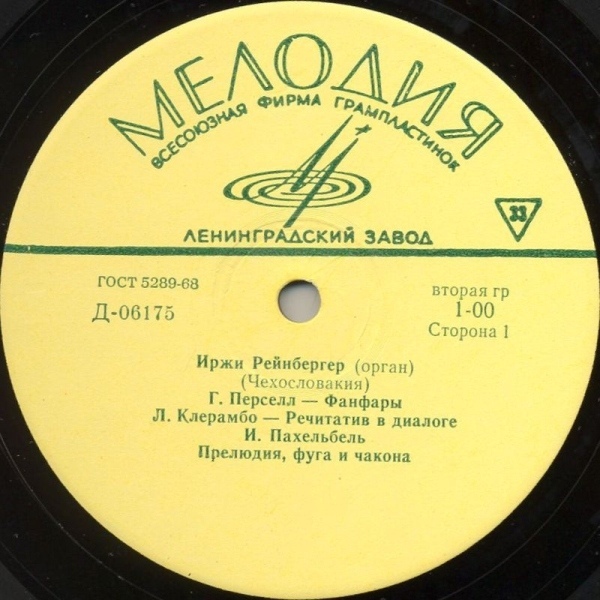 МЕЛОДИЯ
ВСЕСОЮЗНАЯ ФИРМА ГРАМПЛАСТИНОК
33
ЛЕНИНГРАДСКИЙ ЗАВОД
ГОСТ 5289-68
Д-06175
вторая гр
1-00
Сторона 1
Иржи Рейнбергер (орган)
(Чехословакия)
Г. Перселл — Фанфары
Л. Клерамбо — Речитатив в диалоге
И. Пахельбель
Прелюдия, фуга и чакона